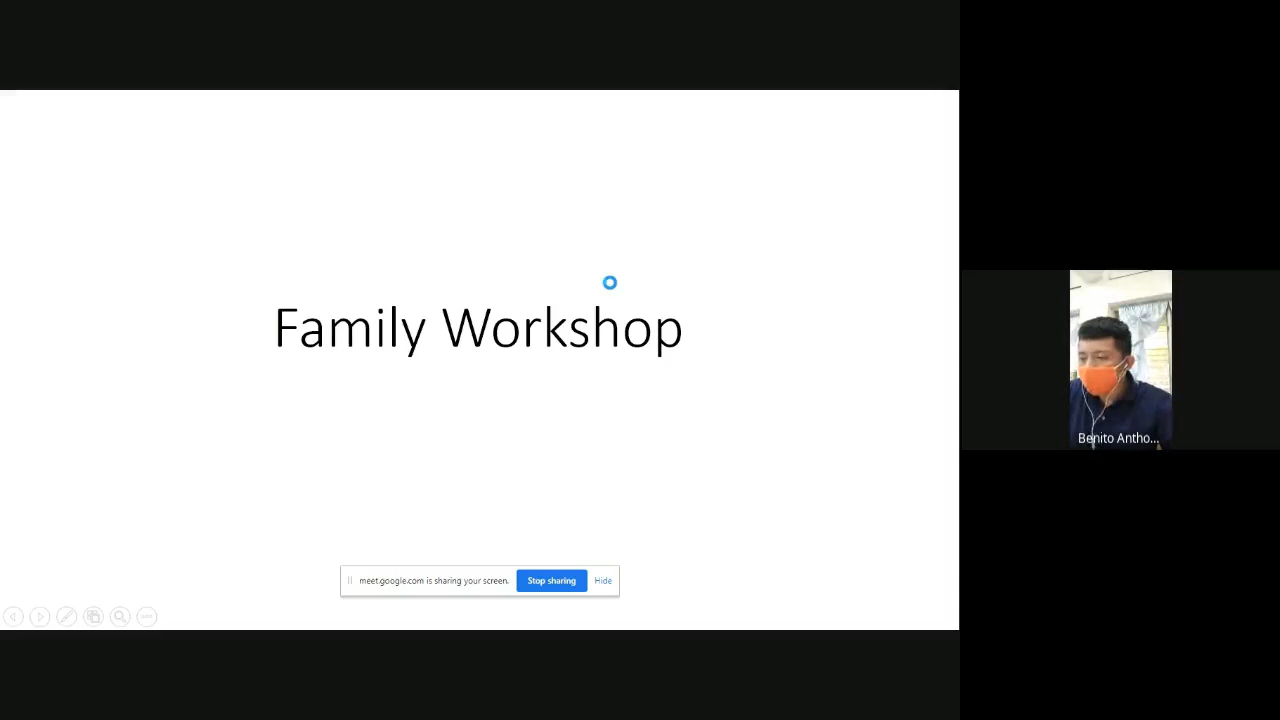 Family Workshop
Benito Antho...
meet.google.com is sharing your screen.
Stop sharing
Hide